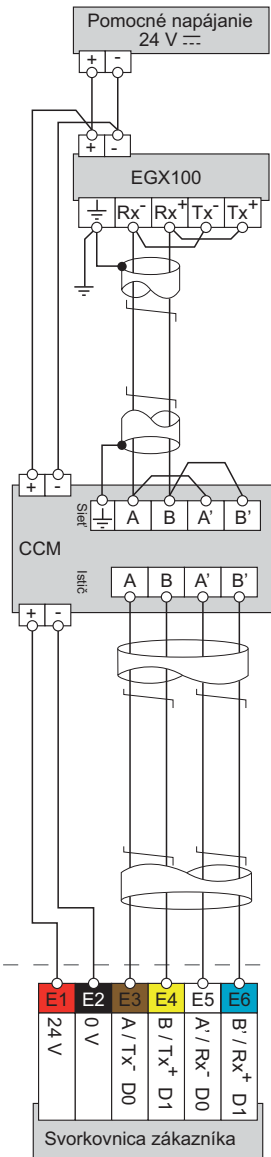 Pomocné napájanie
24 V ⎓
+ -
+ -
EGX100
⏚ Rx⁻ Rx⁺ Tx⁻ Tx⁺
+ -
Sieť
⏚ A B A' B'
CCM
Istič
A B A' B'
+ -
E1 E2 E3 E4 E5 E6
24 V
0 V
A / Tx⁻ D0
B / Tx⁺ D1
A' / Rx⁻ D0
B' / Rx⁺ D1
Svorkovnica zákazníka